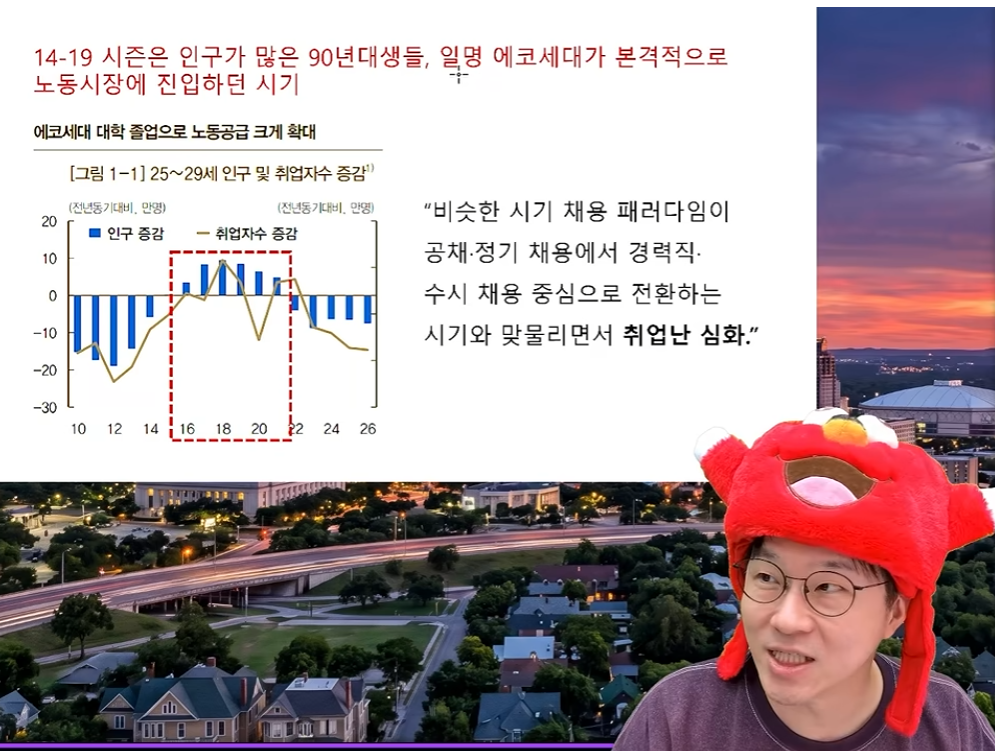 14-19 시즌은 인구가 많은 90년대생들, 일명 에코세대가 본격적으로
노동시장에 진입하던 시기
에코세대 대학 졸업으로 노동공급 크게 확대
[그림 1-1] 25~29세 인구 및 취업자수 증감1)
(전년동기대비, 만명) (전년동기대비, 만명)
인구 증감 취업자수 증감
20
10
0
-10
-20
-30
10 12 14 16 18 20 22 24 26
"비슷한 시기 채용 패러다임이
공채·정기 채용에서 경력직·
수시 채용 중심으로 전환하는
시기와 맞물리면서 취업난 심화."